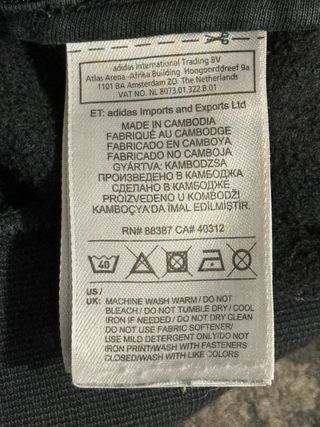 adidas International Trading BV
Atlas Arena -Afrika Building Hoogoorddreef 9a
1101 BA Amsterdam ZO The Netherlands
VAT NO. NL 8073.01.322.B.01
ET: adidas Imports and Exports Ltd
MADE IN CAMBODIA
FABRIQUÉ AU CAMBODGE
FABRICADO EN CAMBOYA
FABRICADO NO CAMBOJA
GYÁRTVA: KAMBODZSA
ПРОИЗВЕДЕНО В КАМБОДЖА
СДЕЛАНО В КАМБОДЖЕ
PROIZVEDENO U KOMBODŽI
KAMBOÇYA'DA İMAL EDİLMİŞTİR.
RN# 88387 CA# 40312
40
US /
UK: MACHINE WASH WARM / DO NOT
BLEACH / DO NOT TUMBLE DRY / COOL
IRON IF NEEDED / DO NOT DRY CLEAN
DO NOT USE FABRIC SOFTENER/
USE MILD DETERGENT ONLY/DO NOT
IRON PRINT/WASH WITH FASTENERS
CLOSED/WASH WITH LIKE COLORS